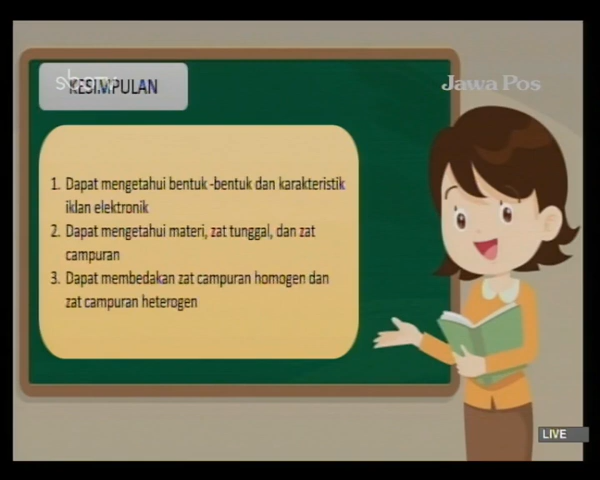 KESIMPULAN
Jawa Pos
1. Dapat mengetahui bentuk -bentuk dan karakteristik
iklan elektronik
2. Dapat mengetahui materi, zat tunggal, dan zat
campuran
3. Dapat membedakan zat campuran homogen dan
zat campuran heterogen
LIVE